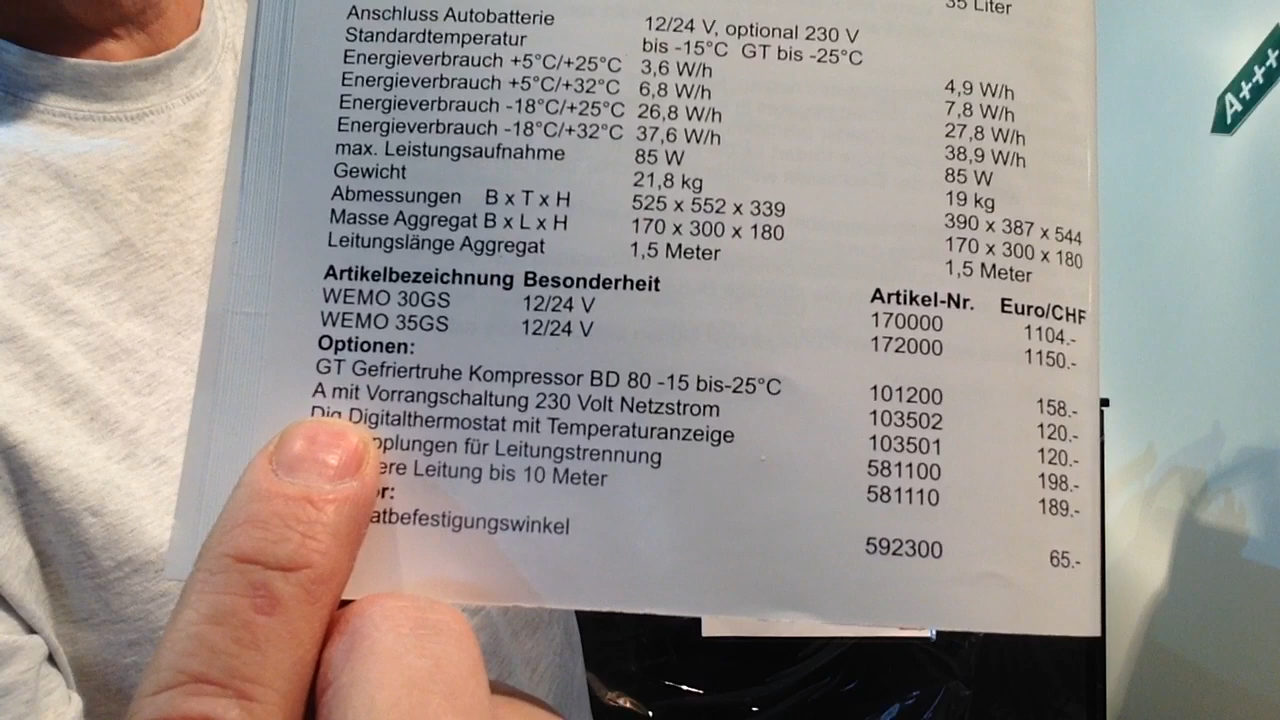 35 Liter
Anschluss Autobatterie 12/24 V, optional 230 V
Standardtemperatur bis -15°C GT bis -25°C
Energieverbrauch +5°C/+25°C 3,6 W/h 4,9 W/h
Energieverbrauch +5°C/+32°C 6,8 W/h 7,8 W/h
Energieverbrauch -18°C/+25°C 26,8 W/h 27,8 W/h
Energieverbrauch -18°C/+32°C 37,6 W/h 38,9 W/h
max. Leistungsaufnahme 85 W 85 W
Gewicht 21,8 kg 19 kg
Abmessungen B x T x H 525 x 552 x 339 390 x 387 x 544
Masse Aggregat B x L x H 170 x 300 x 180 170 x 300 x 180
Leitungslänge Aggregat 1,5 Meter 1,5 Meter
Artikelbezeichnung Besonderheit Artikel-Nr. Euro/CHF
WEMO 30GS 12/24 V 170000 1104.-
WEMO 35GS 12/24 V 172000 1150.-
Optionen:
GT Gefriertruhe Kompressor BD 80 -15 bis-25°C 101200 158.-
A mit Vorrangschaltung 230 Volt Netzstrom 103502 120.-
Dig Digitalthermostat mit Temperaturanzeige 103501 120.-
pplungen für Leitungstrennung 581100 198.-
ere Leitung bis 10 Meter 581110 189.-
r:
atbefestigungswinkel 592300 65.-
A+++